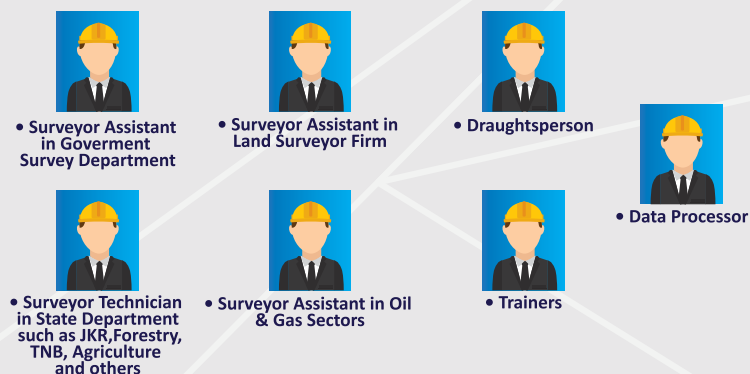 • Surveyor Assistant
in Goverment
Survey Department
• Surveyor Assistant in
Land Surveyor Firm
• Draughtsperson
• Data Processor
• Surveyor Technician
in State Department
such as JKR,Forestry,
TNB, Agriculture
and others
• Surveyor Assistant in Oil
& Gas Sectors
• Trainers